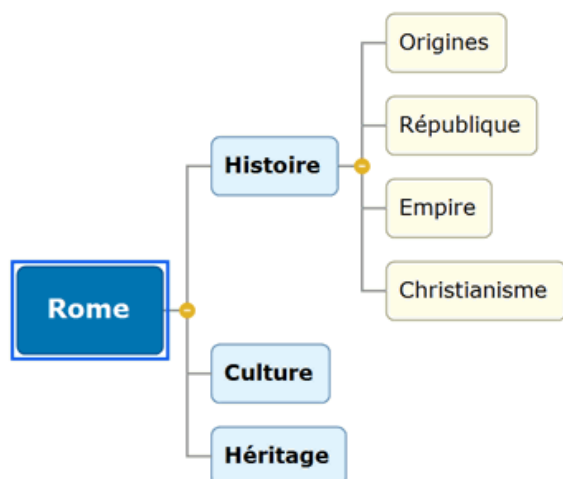 Rome
Histoire
Origines
République
Empire
Christianisme
Culture
Héritage